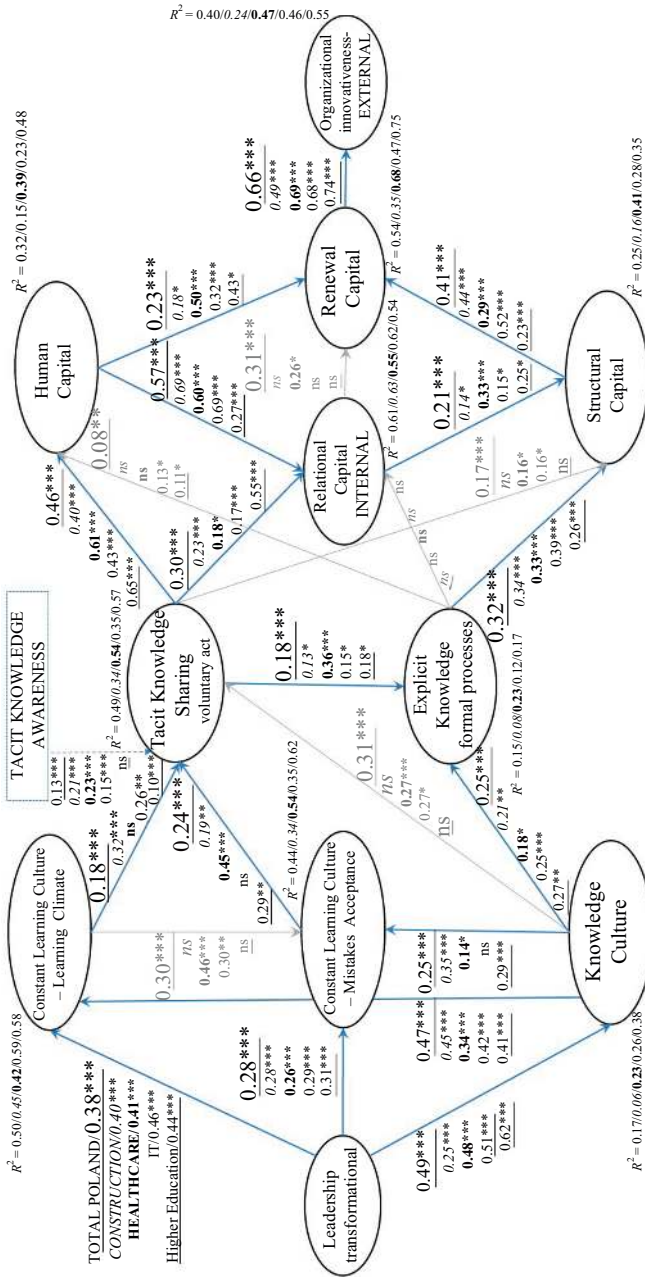 R² = 0.50/0.45/0.42/0.59/0.58
TOTAL POLAND/0.38***
CONSTRUCTION/0.40***
HEALTHCARE/0.41***
IT/0.46***
Higher Education/0.44***
Leadership
transformational
0.28***
0.28***
0.26***
0.29***
0.31***
0.49***
0.25***
0.48***
0.51***
0.62***
R² = 0.17/0.06/0.23/0.26/0.38
Constant Learning Culture
– Learning Climate
0.30***
ns
0.46***
0.30**
ns
Constant Learning Culture
– Mistakes Acceptance
R² = 0.44/0.34/0.54/0.35/0.62
0.47***
0.45***
0.34***
0.42***
0.41***
0.25***
0.35***
0.14*
ns
0.29***
Knowledge
Culture
TACIT KNOWLEDGE
AWARENESS
0.13***
0.21***
0.23***
0.15***
ns
0.18***
0.32***
ns
0.26**
0.10***
0.24***
0.19**
0.45***
ns
0.29**
0.31***
ns
0.27***
0.27*
ns
0.25***
0.21**
0.18*
0.25***
0.27**
R² = 0.49/0.34/0.54/0.35/0.57
Tacit Knowledge
Sharing
voluntary act
0.18***
0.13*
0.36***
0.15*
0.18*
Explicit
Knowledge
formal processes
R² = 0.15/0.08/0.23/0.12/0.17
0.46***
0.40***
0.61***
0.43***
0.65***
0.08**
ns
ns
0.13*
0.11*
0.30***
0.23***
0.18*
0.17***
0.55***
ns
ns
ns
ns
ns
0.17***
ns
0.16*
0.16*
ns
0.32***
0.34***
0.33***
0.39***
0.26***
Human
Capital
R² = 0.32/0.15/0.39/0.23/0.48
0.57***
0.69***
0.60***
0.69***
0.27***
0.23***
0.18*
0.50***
0.32***
0.43*
Relational
Capital
INTERNAL
R² = 0.61/0.63/0.55/0.62/0.54
0.31***
ns
0.26*
ns
ns
0.21***
0.14*
0.33***
0.15*
0.25*
0.41***
0.44***
0.29***
0.52***
0.23***
Structural
Capital
R² = 0.25/0.16/0.41/0.28/0.35
Renewal
Capital
R² = 0.54/0.35/0.68/0.47/0.75
0.66***
0.49***
0.69***
0.68***
0.74***
Organizational
innovativeness-
EXTERNAL
R² = 0.40/0.24/0.47/0.46/0.55